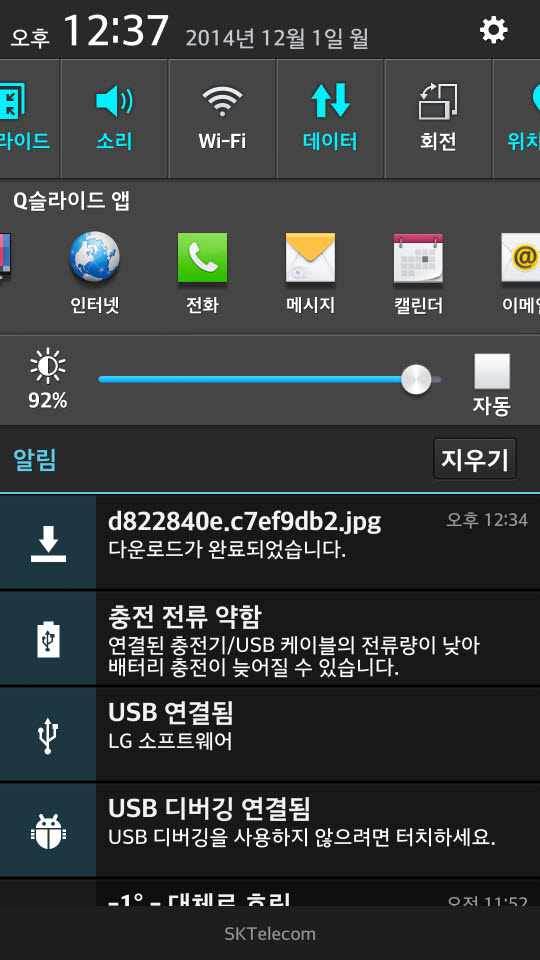 오후 12:37 2014년 12월 1일 월
라이드 소리 Wi-Fi 데이터 회전 위치
Q슬라이드 앱
인터넷 전화 메시지 캘린더 이메일
92% 자동
알림 지우기
d822840e.c7ef9db2.jpg 오후 12:34
다운로드가 완료되었습니다.
충전 전류 약함
연결된 충전기/USB 케이블의 전류량이 낮아
배터리 충전이 늦어질 수 있습니다.
USB 연결됨
LG 소프트웨어
USB 디버깅 연결됨
USB 디버깅을 사용하지 않으려면 터치하세요.
-1° - 대체로 흐림 오전 11:52
SKTelecom